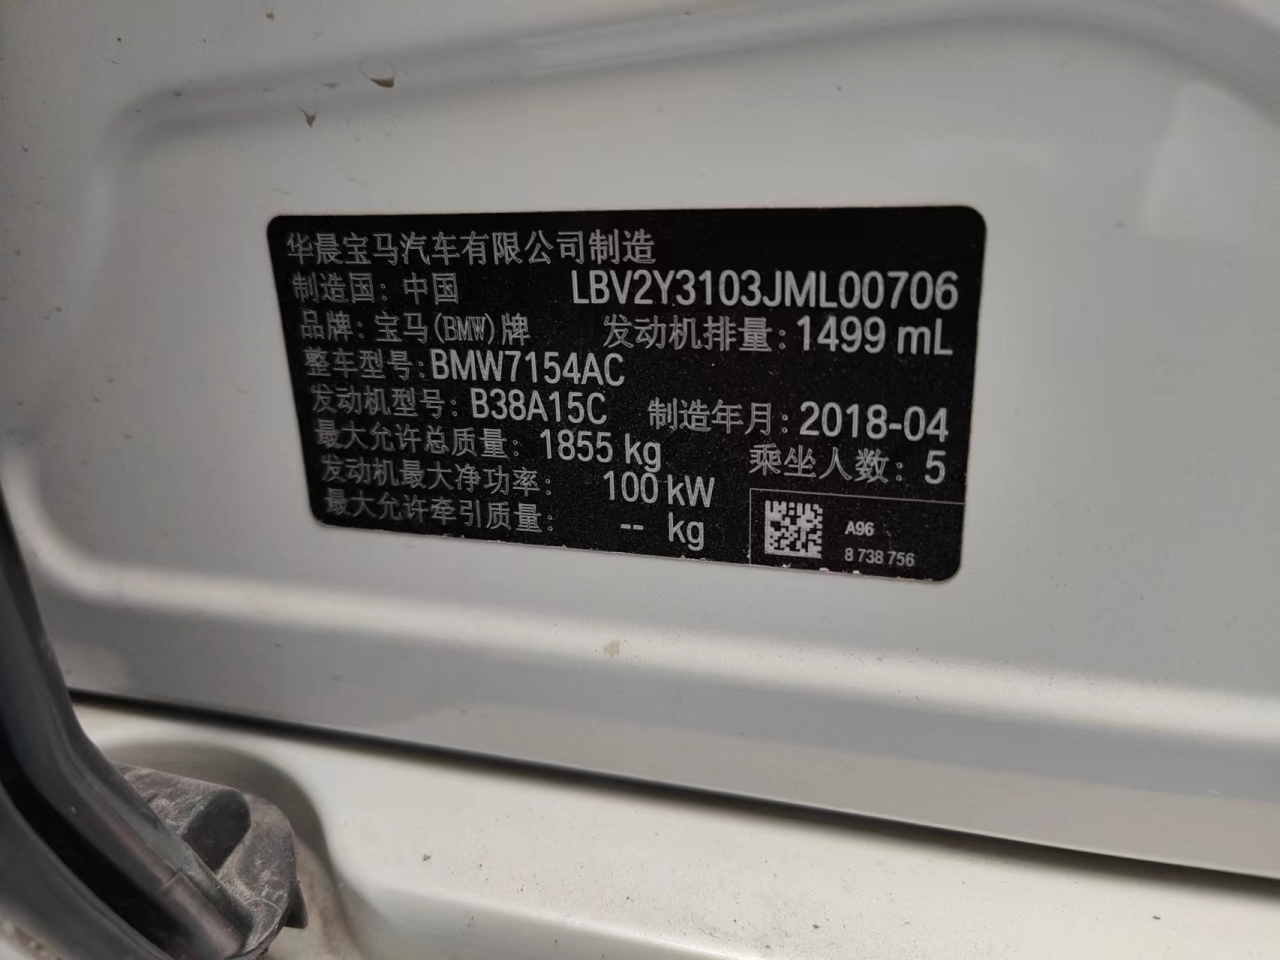 华晨宝马汽车有限公司制造
制造国: 中国 LBV2Y3103JML00706
品牌: 宝马(BMW)牌 发动机排量: 1499 mL
整车型号: BMW7154AC
发动机型号: B38A15C 制造年月: 2018-04
最大允许总质量: 1855 kg 乘坐人数: 5
发动机最大净功率: 100 kW
最大允许牵引质量: -- kg
A96
8 738 756